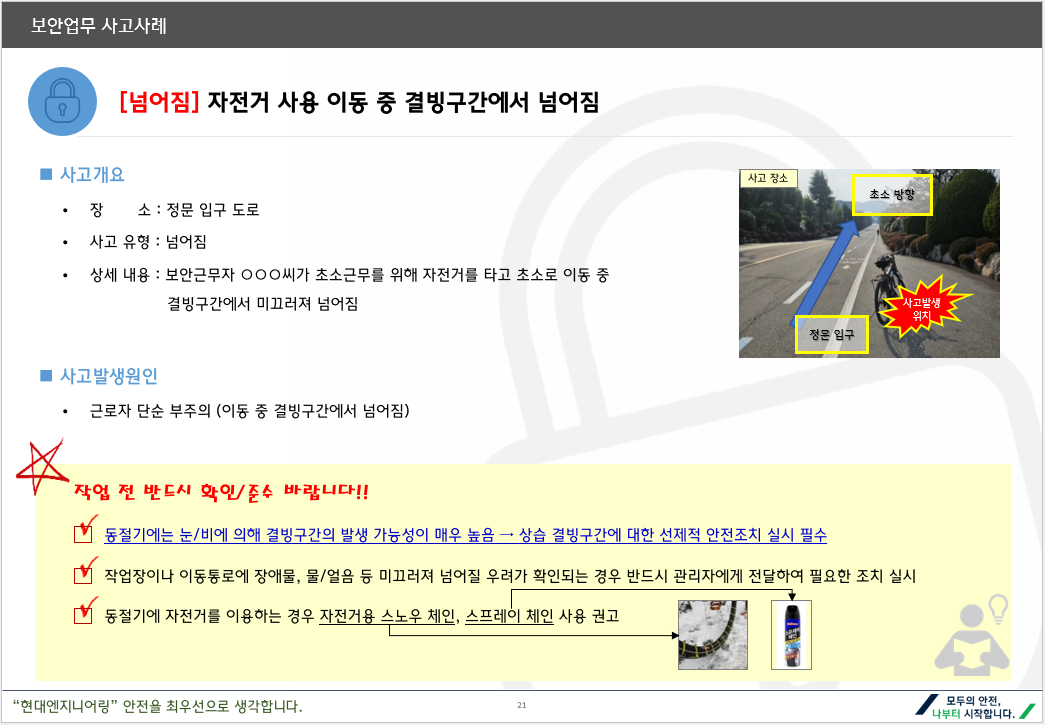 보안업무 사고사례
[넘어짐] 자전거 사용 이동 중 결빙구간에서 넘어짐
■ 사고개요
• 장 소 : 정문 입구 도로
• 사고 유형 : 넘어짐
• 상세 내용 : 보안근무자 ○○○씨가 초소근무를 위해 자전거를 타고 초소로 이동 중
결빙구간에서 미끄러져 넘어짐
사고 장소
초소 방향
사고발생
위치
정문 입구
■ 사고발생원인
• 근로자 단순 부주의 (이동 중 결빙구간에서 넘어짐)
작업 전 반드시 확인/준수 바랍니다!!
동절기에는 눈/비에 의해 결빙구간의 발생 가능성이 매우 높음 → 상습 결빙구간에 대한 선제적 안전조치 실시 필수
작업장이나 이동통로에 장애물, 물/얼음 등 미끄러져 넘어질 우려가 확인되는 경우 반드시 관리자에게 전달하여 필요한 조치 실시
동절기에 자전거를 이용하는 경우 자전거용 스노우 체인, 스프레이 체인 사용 권고
스프레이
체인
“현대엔지니어링” 안전을 최우선으로 생각합니다.
21
모두의 안전,
나부터 시작합니다.